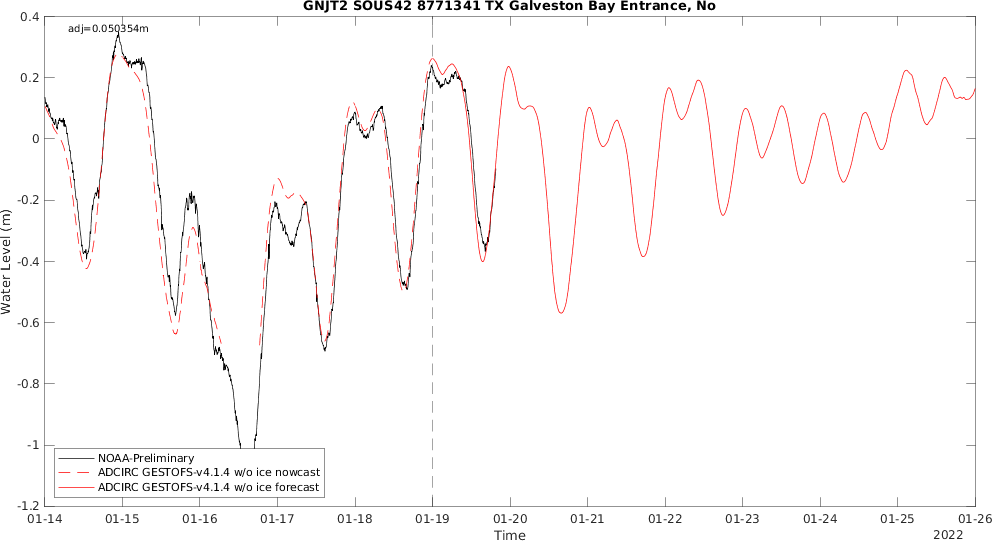 GNJT2 SOUS42 8771341 TX Galveston Bay Entrance, No
adj=0.050354m
0.4
0.2
0
-0.2
-0.4
-0.6
-0.8
-1
-1.2
Water Level (m)
NOAA-Preliminary
ADCIRC GESTOFS-v4.1.4 w/o ice nowcast
ADCIRC GESTOFS-v4.1.4 w/o ice forecast
01-14 01-15 01-16 01-17 01-18 01-19 01-20 01-21 01-22 01-23 01-24 01-25 01-26
Time
2022